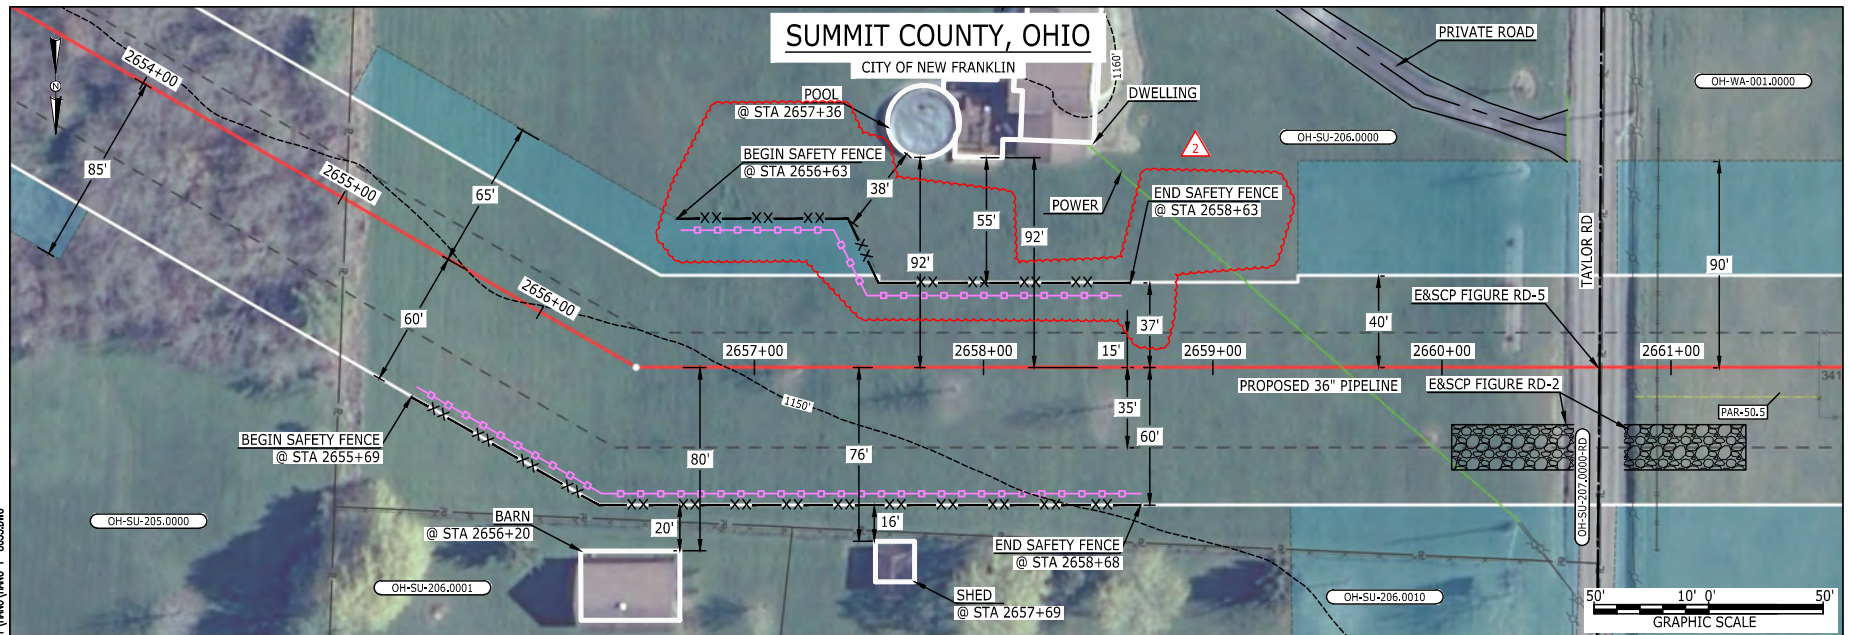 SUMMIT COUNTY, OHIO
CITY OF NEW FRANKLIN
PRIVATE ROAD
OH-WA-001.0000
2654+00
N
1160'
POOL
@ STA 2657+36
DWELLING
OH-SU-206.0000
2
BEGIN SAFETY FENCE
@ STA 2656+63
85'
2655+00
65'
38'
55'
POWER
END SAFETY FENCE
@ STA 2658+63
92'
92'
TAYLOR RD
90'
2656+00
60'
37'
40'
E&SCP FIGURE RD-5
2657+00
2658+00
15'
2659+00
2660+00
2661+00
PROPOSED 36" PIPELINE
E&SCP FIGURE RD-2
341
1150'
35'
PAR-50.5
BEGIN SAFETY FENCE
@ STA 2655+69
80'
76'
60'
OH-SU-207.0000-RD
OH-SU-205.0000
BARN
@ STA 2656+20
20'
16'
END SAFETY FENCE
@ STA 2658+68
OH-SU-206.0001
SHED
@ STA 2657+69
OH-SU-206.0010
50' 10' 0' 50'
GRAPHIC SCALE